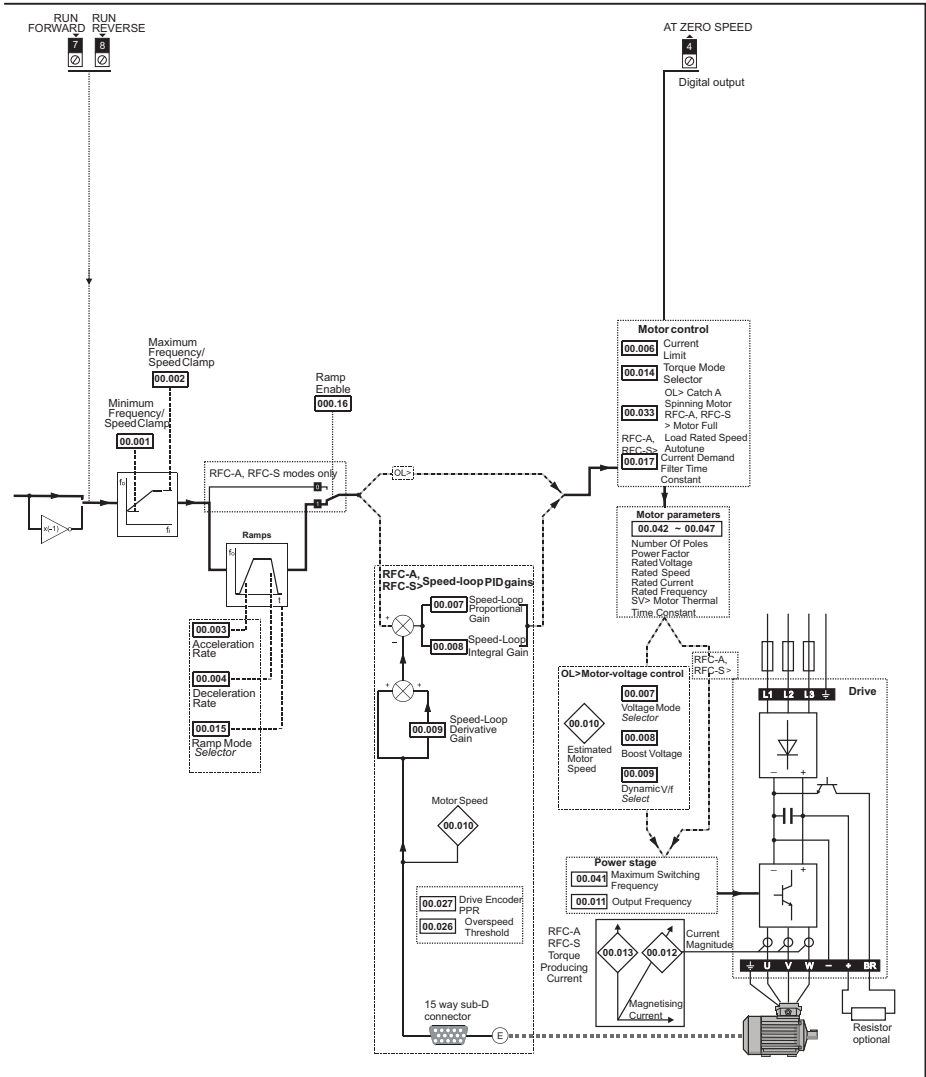 RUN FORWARD
RUN REVERSE
7
8
AT ZERO SPEED
4
Digital output
Maximum
Frequency/
Speed Clamp
00.002
Minimum
Frequency/
Speed Clamp
00.001
Ramp
Enable
000.16
RFC-A, RFC-S modes only
0
1
OL>
x(-1)
f₀
fᵢ
Ramps
f₀
t
00.003
Acceleration
Rate
00.004
Deceleration
Rate
00.015
Ramp Mode
Selector
RFC-A,
RFC-S>
Speed-loop PID gains
00.007
Speed-Loop
Proportional
Gain
00.008
Speed-Loop
Integral Gain
+
−
+
+
00.009
Speed-Loop
Derivative
Gain
Motor Speed
00.010
00.027
Drive Encoder
PPR
00.026
Overspeed
Threshold
15 way sub-D
connector
E
Motor control
00.006
Current
Limit
00.014
Torque Mode
Selector
00.033
OL> Catch A
Spinning Motor
RFC-A, RFC-S
> Motor Full
Load Rated Speed
Autotune
RFC-A,
RFC-S>
00.017
Current Demand
Filter Time
Constant
Motor parameters
00.042 ~ 00.047
Number Of Poles
Power Factor
Rated Voltage
Rated Speed
Rated Current
Rated Frequency
SV> Motor Thermal
Time Constant
RFC-A,
RFC-S >
OL>Motor-voltage control
00.007
Voltage Mode
Selector
00.010
Estimated
Motor
Speed
00.008
Boost Voltage
00.009
Dynamic V/f
Select
Power stage
00.041
Maximum Switching
Frequency
00.011
Output Frequency
RFC-A
RFC-S
Torque
Producing
Current
00.013
00.012
Current
Magnitude
Magnetising
Current
L1
L2
L3
Drive
−
+
−
+
U
V
W
−
+
BR
Resistor
optional